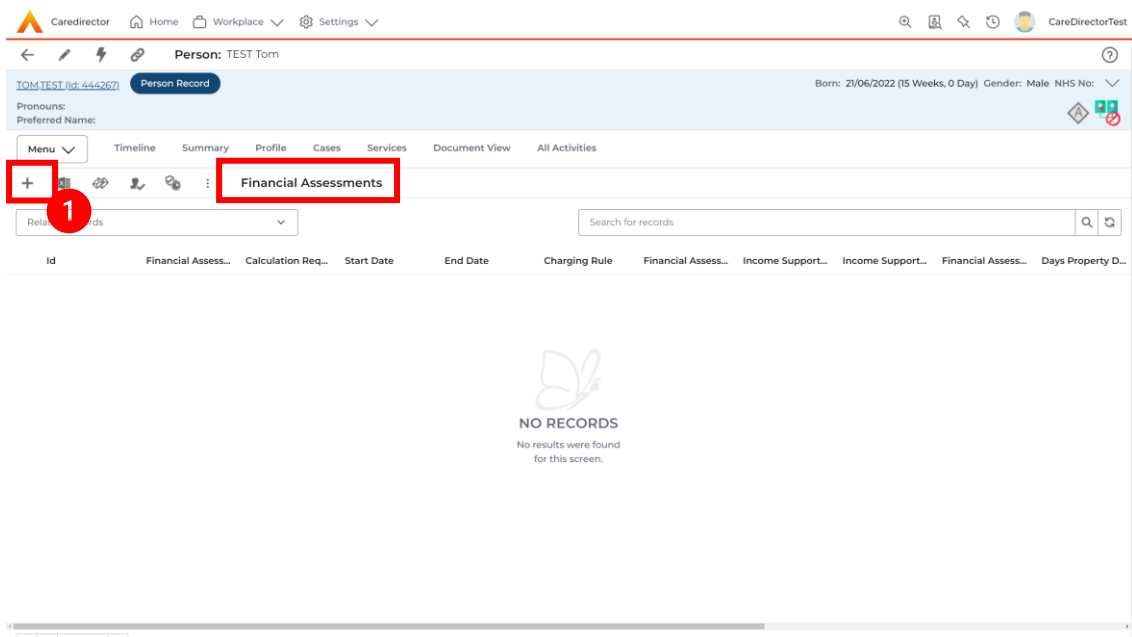 Caredirector Home Workplace Settings CareDirectorTest
Person: TEST Tom
TOM,TEST (Id: 444267) Person Record Born: 21/06/2022 (15 Weeks, 0 Day) Gender: Male NHS No:
Pronouns:
Preferred Name:
Menu Timeline Summary Profile Cases Services Document View All Activities
Financial Assessments
1
Search for records
Id Financial Assess... Calculation Req... Start Date End Date Charging Rule Financial Assess... Income Support... Income Support... Financial Assess... Days Property D...
NO RECORDS
No results were found
for this screen.